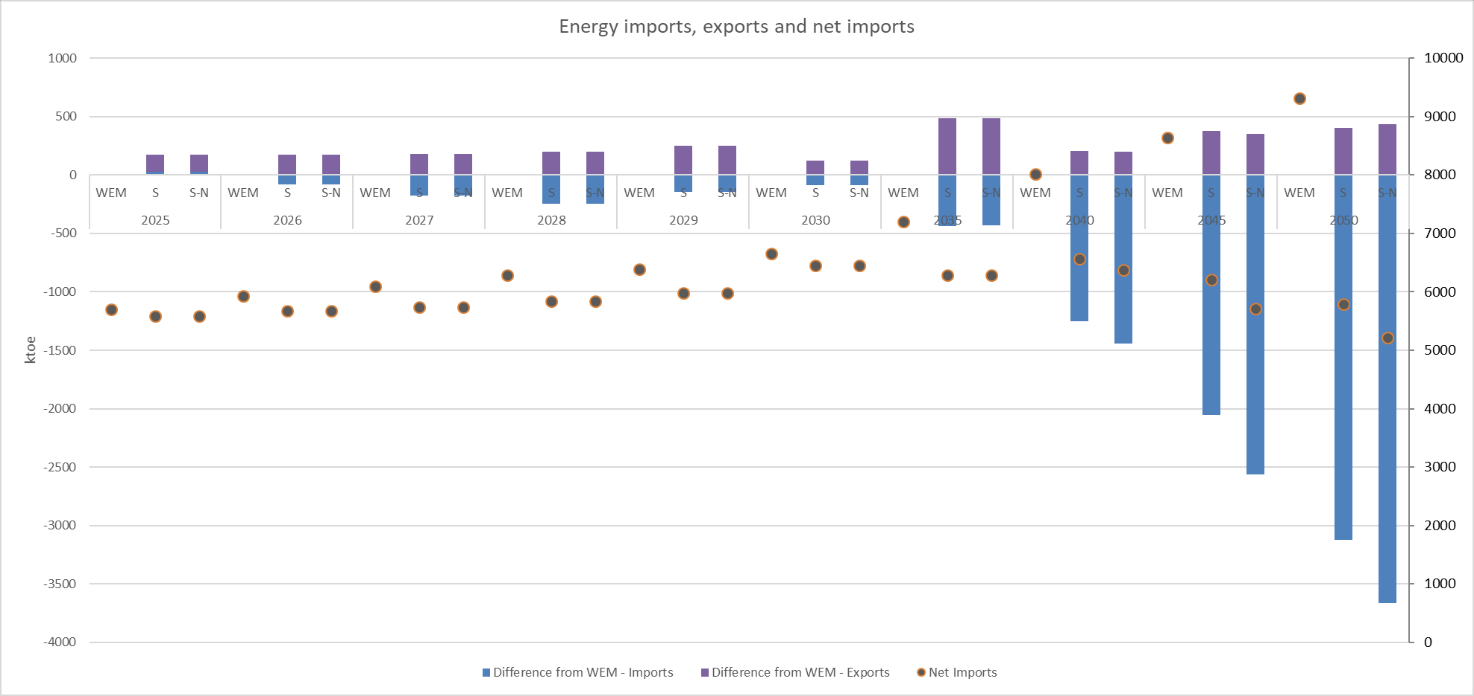 Energy imports, exports and net imports
1000 10000
500 9000
0 8000
WEM S S-N WEM S S-N WEM S S-N WEM S S-N WEM S S-N WEM S S-N WEM S S-N WEM S S-N WEM S S-N WEM S S-N
2025 2026 2027 2028 2029 2030 2035 2040 2045 2050
-500 7000
-1000 6000
ktoe
-1500 5000
-2000 4000
-2500 3000
-3000 2000
-3500 1000
-4000 0
Difference from WEM - Imports Difference from WEM - Exports Net Imports